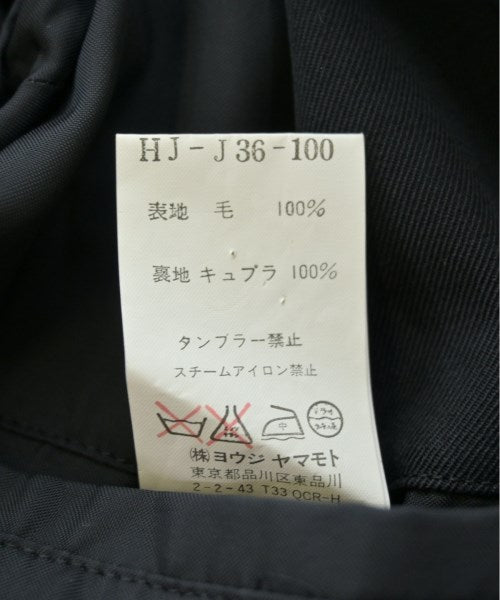 HJ-J36-100
表地 毛 100%
裏地 キュプラ 100%
タンブラー禁止
スチームアイロン禁止
中 ドライ
(株)ヨウジ ヤマモト
東京都品川区東品川
2-2-43 T33 OCR-H